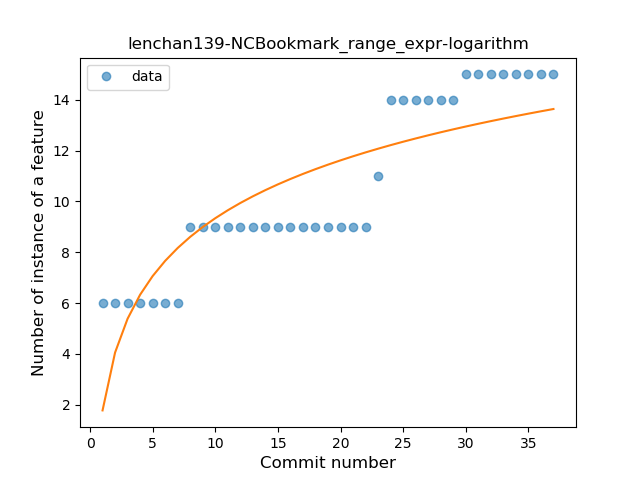 lenchan139-NCBookmark_range_expr-logarithm
data
Number of instance of a feature
14
12
10
8
6
4
2
0 5 10 15 20 25 30 35
Commit number